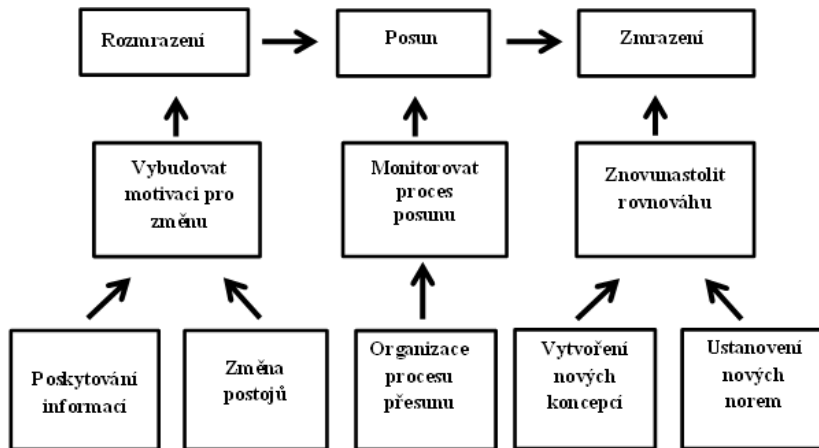 Rozmrazení
Posun
Zmrazení
Vybudovat
motivaci pro
změnu
Monitorovat
proces
posunu
Znovunastolit
rovnováhu
Poskytování
informací
Změna
postojů
Organizace
procesu
přesunu
Vytvoření
nových
koncepcí
Ustanovení
nových
norem